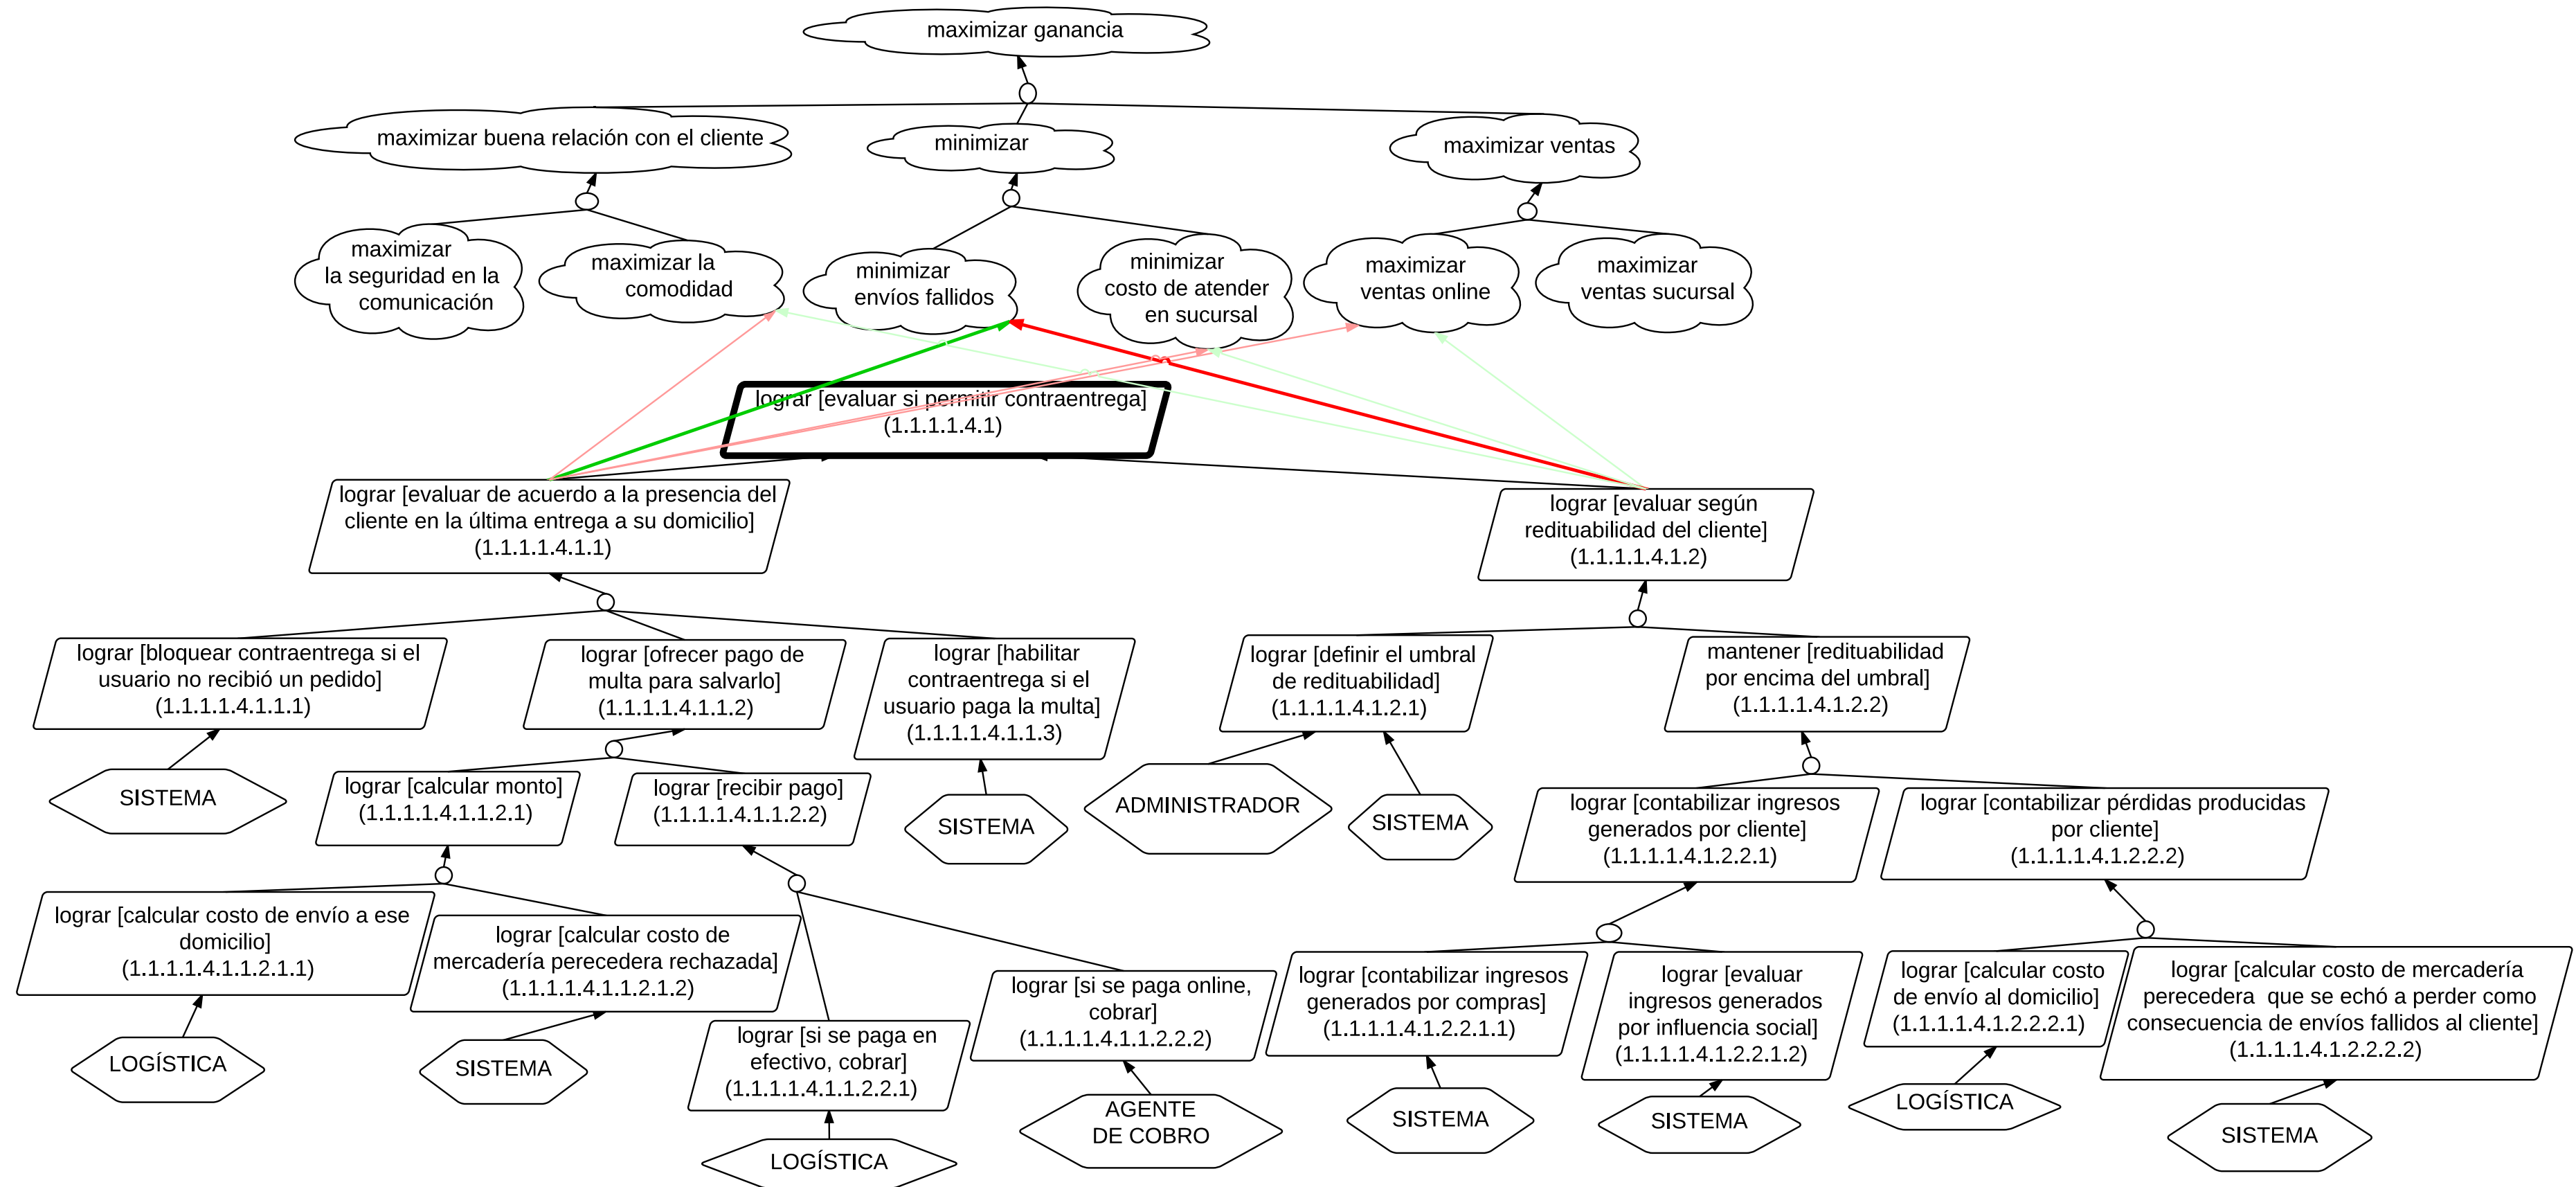 maximizar ganancia
maximizar buena relación con el cliente
minimizar
maximizar ventas
maximizar
la seguridad en la
comunicación
maximizar la
comodidad
minimizar
envíos fallidos
minimizar
costo de atender
en sucursal
maximizar
ventas online
maximizar
ventas sucursal
lograr [evaluar si permitir contraentrega]
(1.1.1.1.4.1)
lograr [evaluar de acuerdo a la presencia del
cliente en la última entrega a su domicilio]
(1.1.1.1.4.1.1)
lograr [evaluar según
redituabilidad del cliente]
(1.1.1.1.4.1.2)
lograr [bloquear contraentrega si el
usuario no recibió un pedido]
(1.1.1.1.4.1.1.1)
lograr [ofrecer pago de
multa para salvarlo]
(1.1.1.1.4.1.1.2)
lograr [habilitar
contraentrega si el
usuario paga la multa]
(1.1.1.1.4.1.1.3)
lograr [definir el umbral
de redituabilidad]
(1.1.1.1.4.1.2.1)
mantener [redituabilidad
por encima del umbral]
(1.1.1.1.4.1.2.2)
SISTEMA
lograr [calcular monto]
(1.1.1.1.4.1.1.2.1)
lograr [recibir pago]
(1.1.1.1.4.1.1.2.2)
SISTEMA
ADMINISTRADOR
SISTEMA
lograr [contabilizar ingresos
generados por cliente]
(1.1.1.1.4.1.2.2.1)
lograr [contabilizar pérdidas producidas
por cliente]
(1.1.1.1.4.1.2.2.2)
lograr [calcular costo de envío a ese
domicilio]
(1.1.1.1.4.1.1.2.1.1)
lograr [calcular costo de
mercadería perecedera rechazada]
(1.1.1.1.4.1.1.2.1.2)
lograr [si se paga en
efectivo, cobrar]
(1.1.1.1.4.1.1.2.2.1)
lograr [si se paga online,
cobrar]
(1.1.1.1.4.1.1.2.2.2)
lograr [contabilizar ingresos
generados por compras]
(1.1.1.1.4.1.2.2.1.1)
lograr [evaluar
ingresos generados
por influencia social]
(1.1.1.1.4.1.2.2.1.2)
lograr [calcular costo
de envío al domicilio]
(1.1.1.1.4.1.2.2.2.1)
lograr [calcular costo de mercadería
perecedera que se echó a perder como
consecuencia de envíos fallidos al cliente]
(1.1.1.1.4.1.2.2.2.2)
LOGÍSTICA
SISTEMA
LOGÍSTICA
AGENTE
DE COBRO
SISTEMA
SISTEMA
LOGÍSTICA
SISTEMA